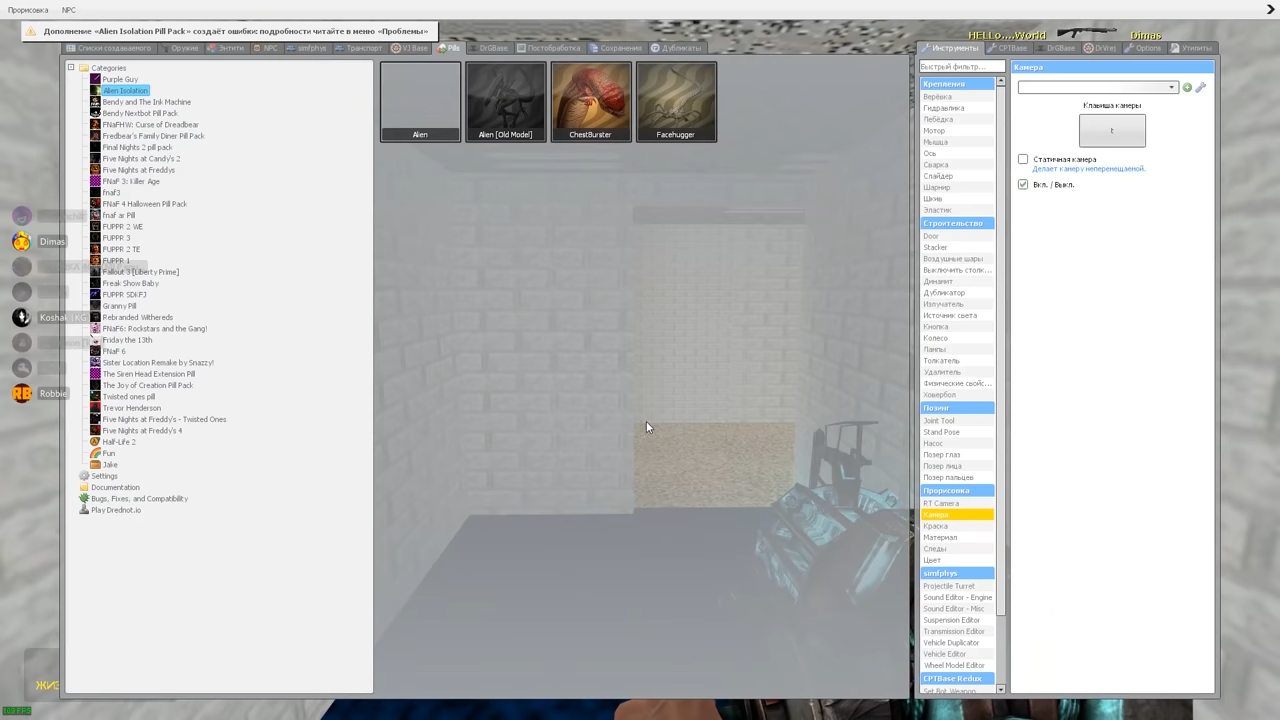 Прорисовка NPC
Дополнение «Alien Isolation Pill Pack» создаёт ошибки: подробности читайте в меню «Проблемы»
HELLo....World Dimas
Списки создаваемого Оружие Энтити NPC simfphys Транспорт VJ Base Pills DrGBase Постобработка Сохранения Дубликаты
Инструменты CPTBase DrGBase DrVrej Options Утилиты
Categories
Purple Guy
Alien Isolation
Bendy and The Ink Machine
Bendy Nextbot Pill Pack
FNaFHW: Curse of Dreadbear
Fredbear's Family Diner Pill Pack
Final Nights 2 pill pack
Five Nights at Candy's 2
Five Nights at Freddys
FNaF 3: Killer Age
fnaf3
FNAF 4 Halloween Pill Pack
fnaf ar Pill
FUPPR 2 WE
FUPPR 3
FUPPR 2 TE
FUPPR 1
Fallout 3 [Liberty Prime]
Freak Show Baby
FUPPR SDI.FJ
Granny Pill
Rebranded Withereds
FNaF6: Rockstars and the Gang!
Friday the 13th
FNaF 6
Sister Location Remake by Snazzy!
The Siren Head Extension Pill
The Joy of Creation Pill Pack
Twisted ones pill
Trevor Henderson
Five Nights at Freddy's - Twisted Ones
Five Nights at Freddy's 4
Half-Life 2
Fun
Jake
Settings
Documentation
Bugs, Fixes, and Compatibility
Play Drednot.io
Dimas
Koshak [KG
Robbie
Alien
Alien [Old Model]
ChestBurster
Facehugger
Быстрый фильтр...
Крепления
Верёвка
Гидравлика
Лебёдка
Мотор
Мышца
Ось
Сварка
Слайдер
Шарнир
Шкив
Эластик
Строительство
Door
Stacker
Воздушные шары
Выключить столк...
Динамит
Дубликатор
Излучатель
Источник света
Кнопка
Колесо
Лампы
Толкатель
Удалитель
Физические свойс...
Ховербол
Позинг
Joint Tool
Stand Pose
Насос
Позер глаз
Позер лица
Позер пальцев
Прорисовка
RT Camera
Камера
Краска
Материал
Следы
Цвет
simfphys
Projectile Turret
Sound Editor - Engine
Sound Editor - Misc
Suspension Editor
Transmission Editor
Vehicle Duplicator
Vehicle Editor
Wheel Model Editor
CPTBase Redux
Set Bot Weapon
Камера
Клавиша камеры
t
Статичная камера
Делает камеру неперемещаемой.
Вкл. / Выкл.
ЖИЗ